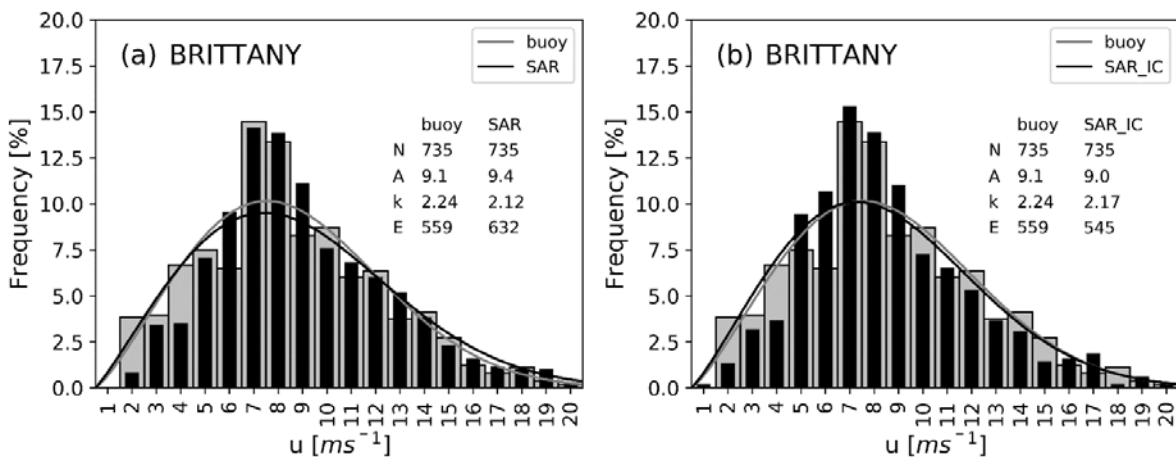 20.0
17.5
15.0
12.5
10.0
7.5
5.0
2.5
0.0
Frequency [%]
(a) BRITTANY
buoy
SAR
buoy SAR
N 735 735
A 9.1 9.4
k 2.24 2.12
E 559 632
1 2 3 4 5 6 7 8 9 10 11 12 13 14 15 16 17 18 19 20
u [ms⁻¹]
20.0
17.5
15.0
12.5
10.0
7.5
5.0
2.5
0.0
Frequency [%]
(b) BRITTANY
buoy
SAR_IC
buoy SAR_IC
N 735 735
A 9.1 9.0
k 2.24 2.17
E 559 545
1 2 3 4 5 6 7 8 9 10 11 12 13 14 15 16 17 18 19 20
u [ms⁻¹]